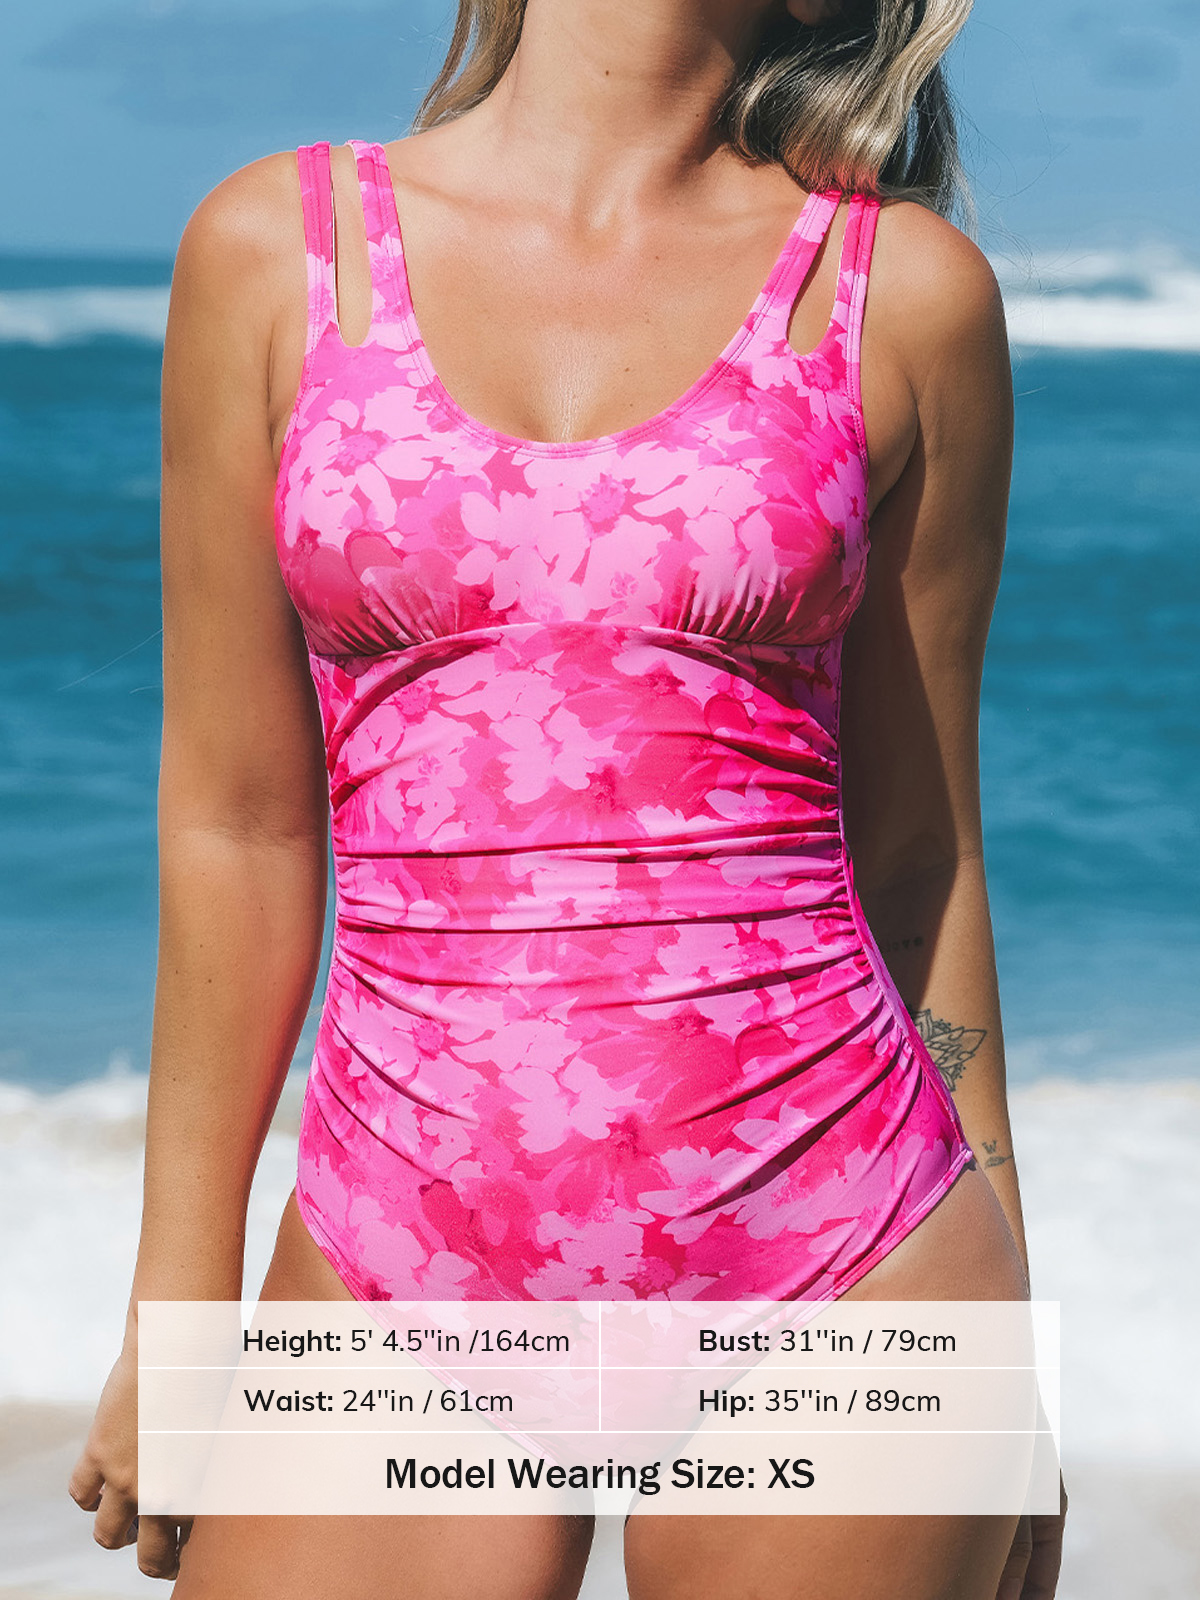 Height: 5' 4.5''in /164cm
Bust: 31''in / 79cm
Waist: 24''in / 61cm
Hip: 35''in / 89cm
Model Wearing Size: XS